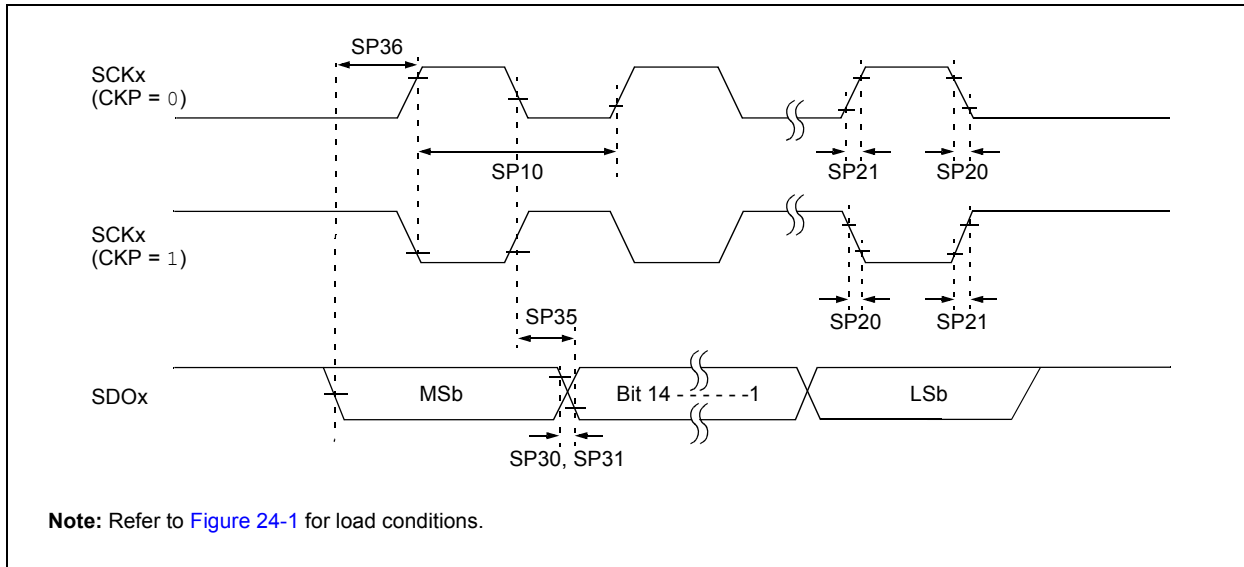 SP36
SCKx
(CKP = 0)
SP10
SP21
SP20
SCKx
(CKP = 1)
SP35
SP20
SP21
SDOx
MSb
Bit 14 - - - - - -1
LSb
SP30, SP31
Note: Refer to Figure 24-1 for load conditions.